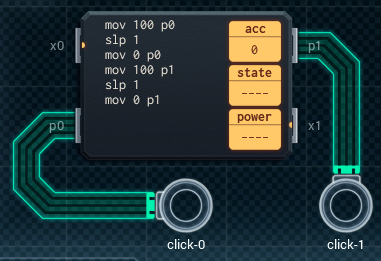 mov 100 p0
slp 1
mov 0 p0
mov 100 p1
slp 1
mov 0 p1
acc
0
state
----
power
----
x0
p0
p1
x1
click-0
click-1